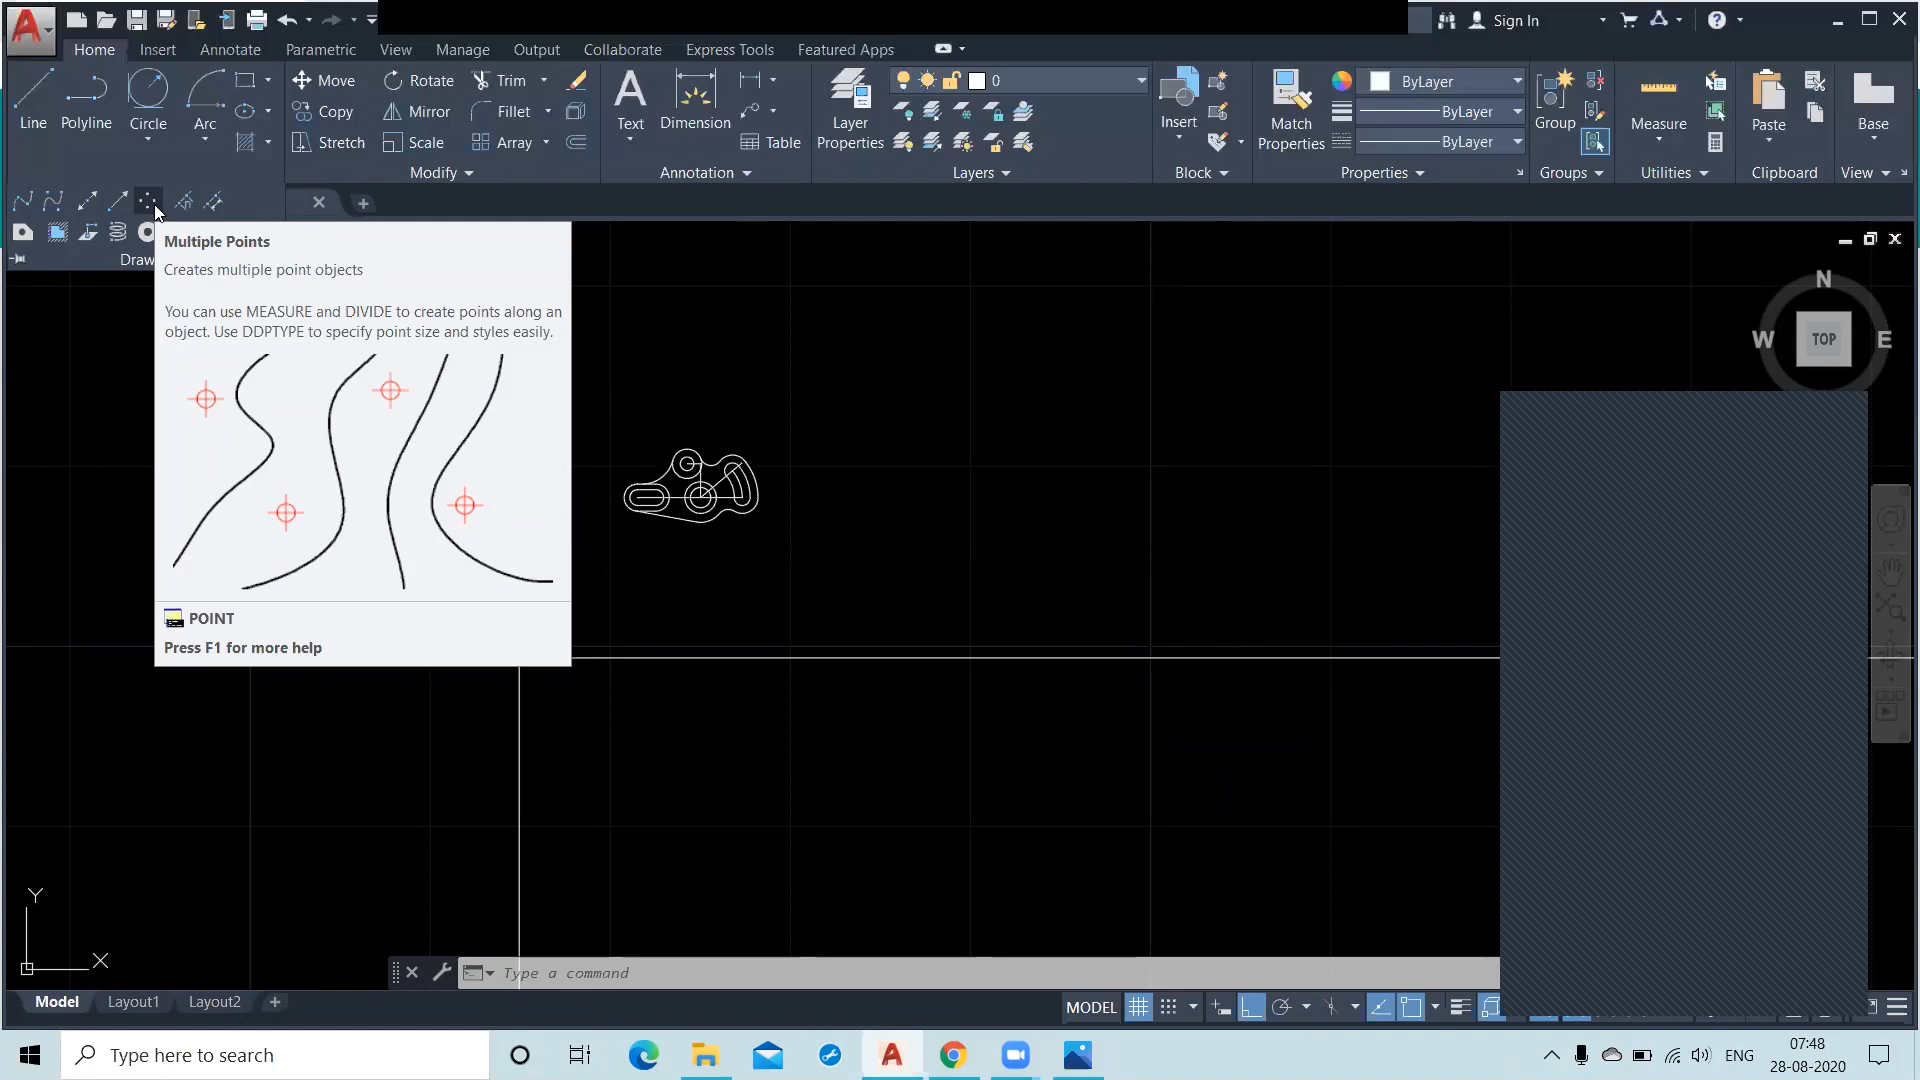 Sign In
Home Insert Annotate Parametric View Manage Output Collaborate Express Tools Featured Apps
Line Polyline Circle Arc
Move Rotate Trim
Copy Mirror Fillet
Stretch Scale Array
Modify
Text Dimension Table
Annotation
Layer Properties
0
Layers
Insert
Block
Match Properties
ByLayer
ByLayer
ByLayer
Properties
Group
Groups
Measure
Utilities
Paste
Clipboard
Base
View
Draw
Multiple Points
Creates multiple point objects
You can use MEASURE and DIVIDE to create points along an
object. Use DDPTYPE to specify point size and styles easily.
POINT
Press F1 for more help
N
W TOP E
Y
X
Type a command
Model Layout1 Layout2
MODEL
Type here to search
ENG
07:48
28-08-2020